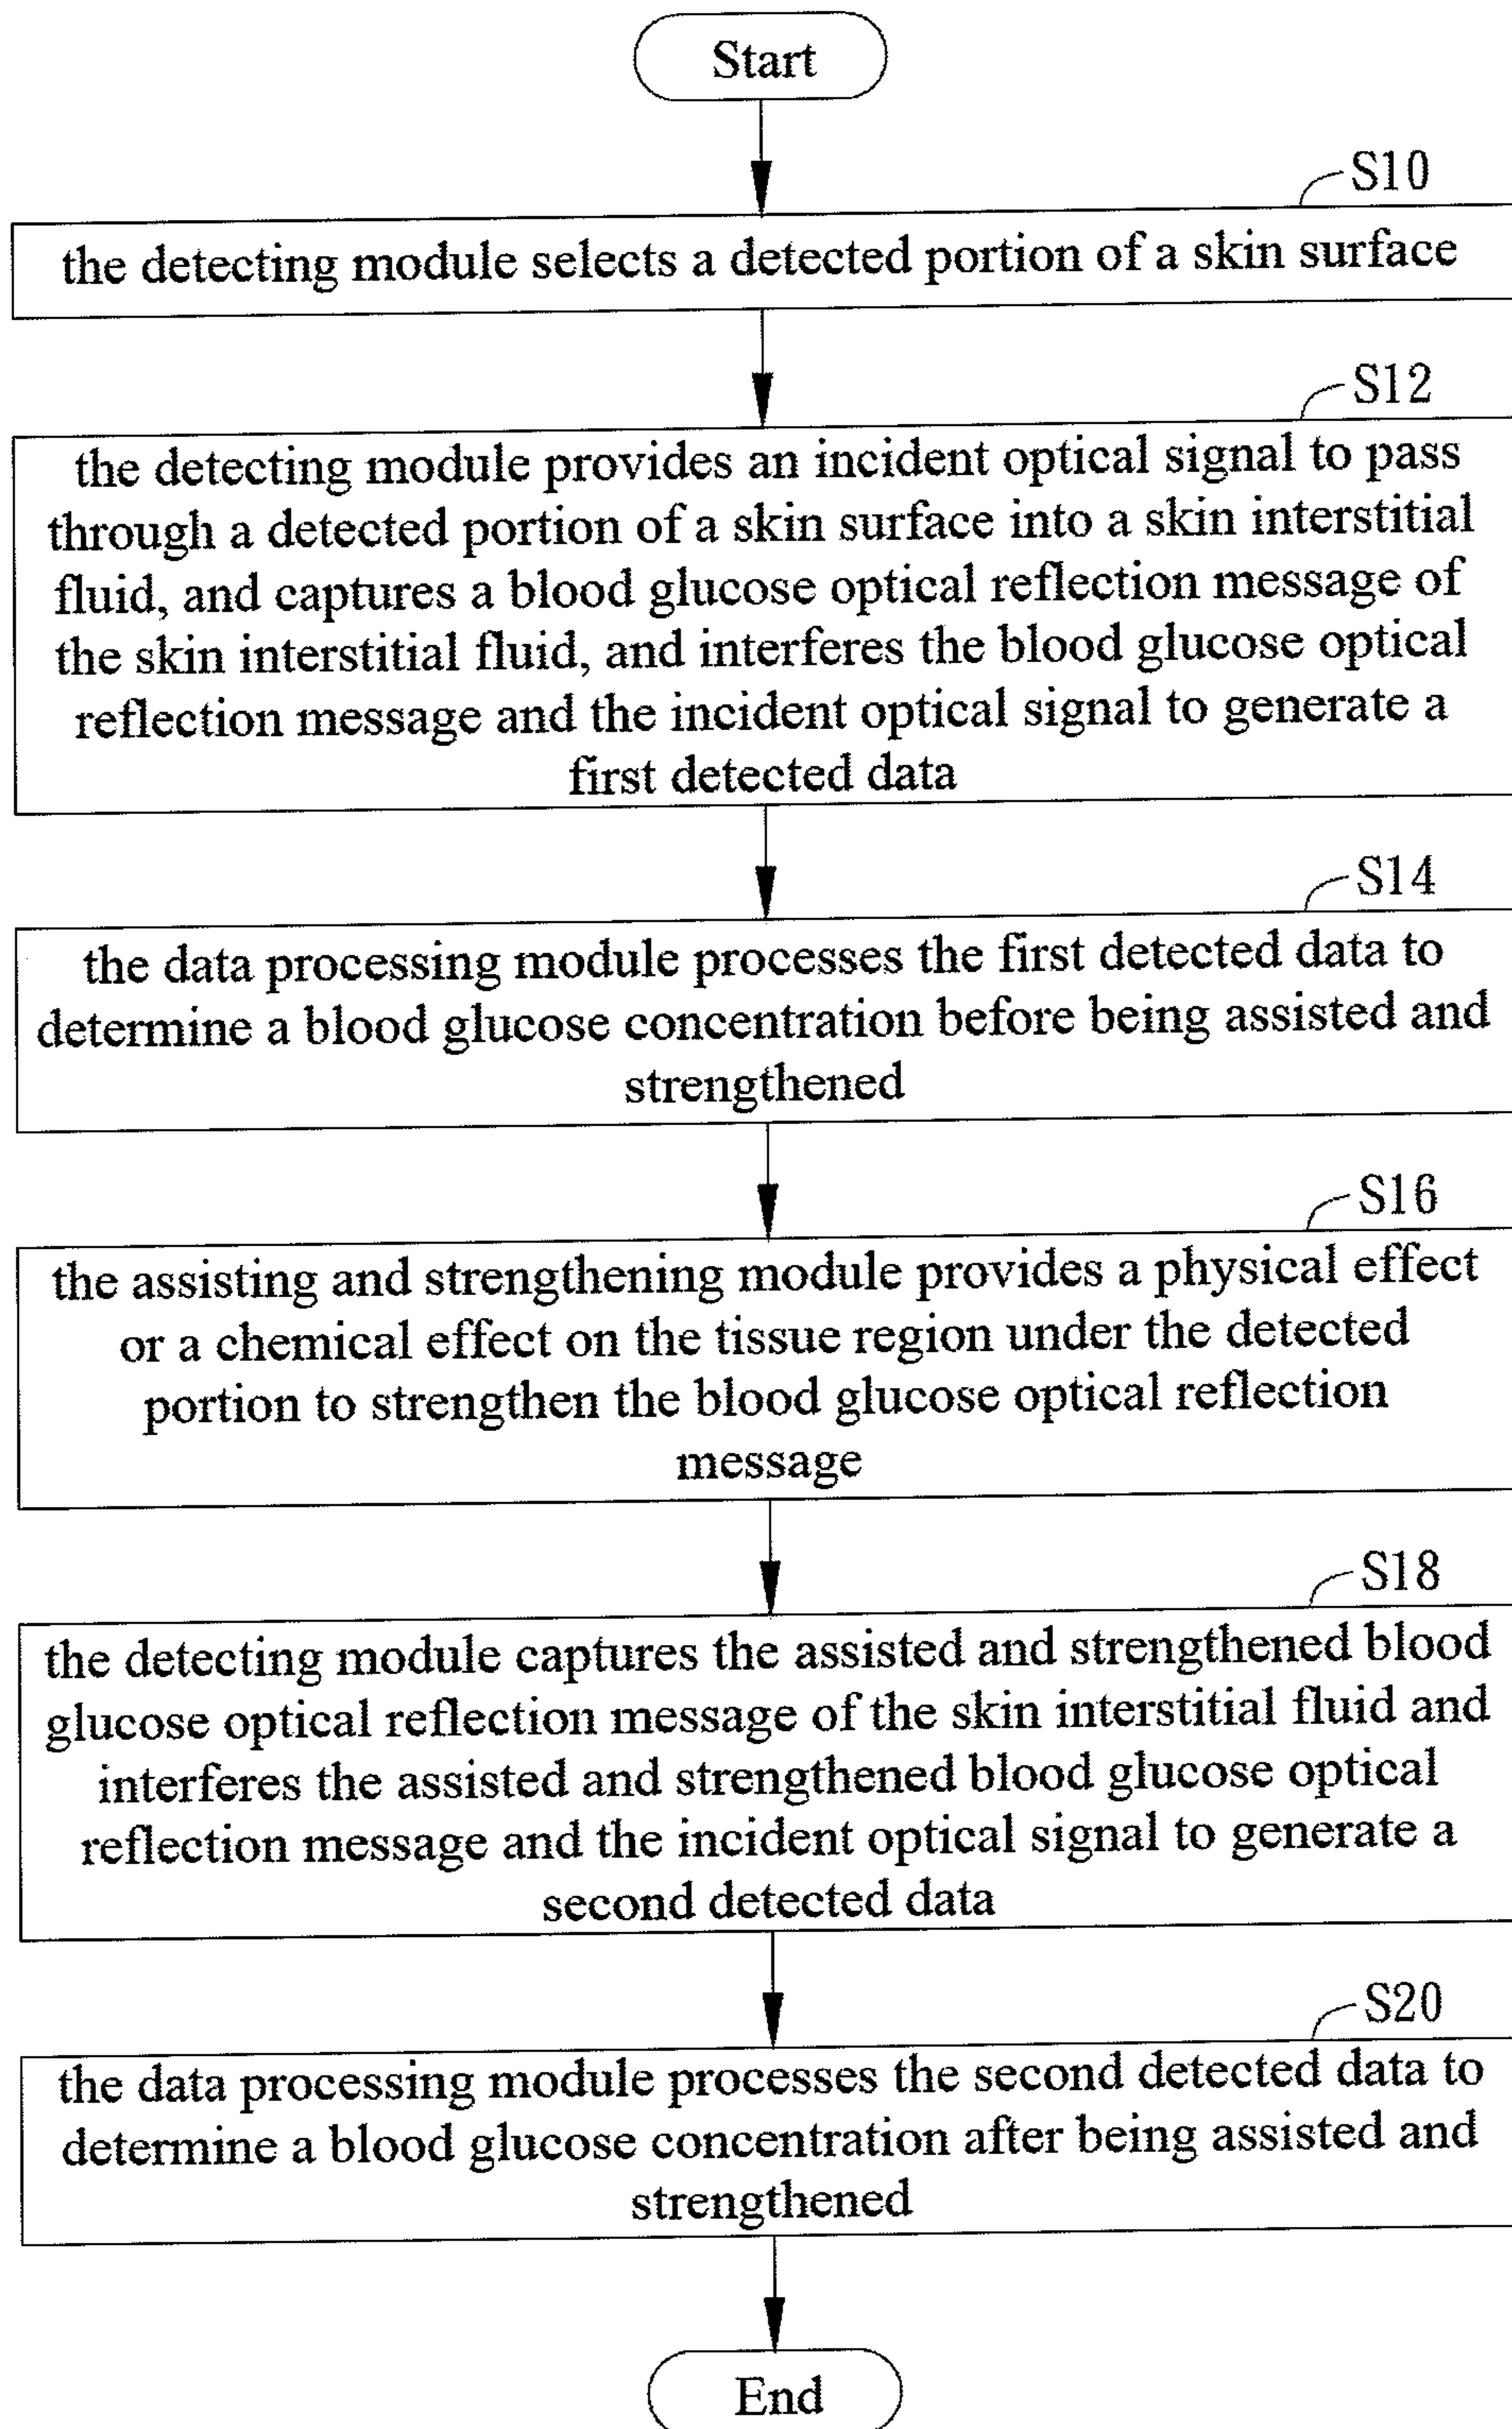 Start
S10
the detecting module selects a detected portion of a skin surface
S12
the detecting module provides an incident optical signal to pass
through a detected portion of a skin surface into a skin interstitial
fluid, and captures a blood glucose optical reflection message of
the skin interstitial fluid, and interferes the blood glucose optical
reflection message and the incident optical signal to generate a
first detected data
S14
the data processing module processes the first detected data to
determine a blood glucose concentration before being assisted and
strengthened
S16
the assisting and strengthening module provides a physical effect
or a chemical effect on the tissue region under the detected
portion to strengthen the blood glucose optical reflection
message
S18
the detecting module captures the assisted and strengthened blood
glucose optical reflection message of the skin interstitial fluid and
interferes the assisted and strengthened blood glucose optical
reflection message and the incident optical signal to generate a
second detected data
S20
the data processing module processes the second detected data to
determine a blood glucose concentration after being assisted and
strengthened
End